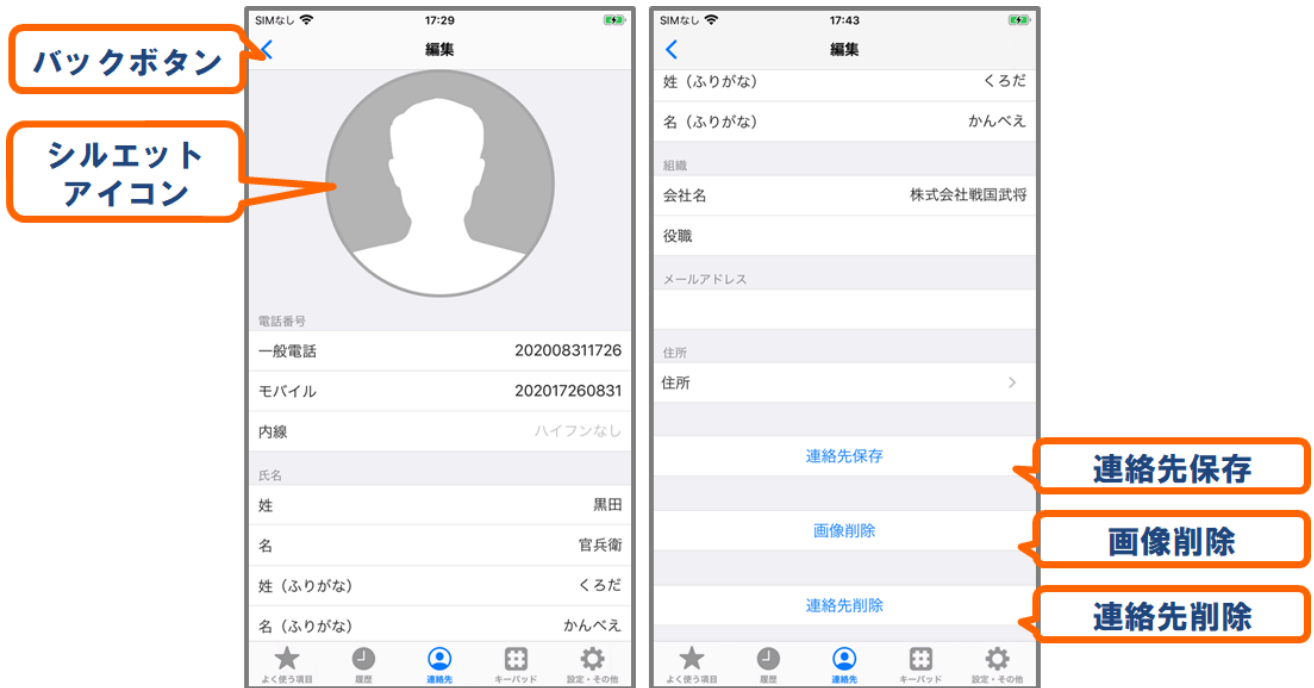 バックボタン
シルエット
アイコン
SIMなし 17:29
編集
電話番号
一般電話 202008311726
モバイル 202017260831
内線 ハイフンなし
氏名
姓 黒田
名 官兵衛
姓（ふりがな） くろだ
名（ふりがな） かんべえ
よく使う項目 履歴 連絡先 キーパッド 設定・その他
SIMなし 17:43
編集
姓（ふりがな） くろだ
名（ふりがな） かんべえ
組織
会社名 株式会社戦国武将
役職
メールアドレス
住所
住所
連絡先保存
画像削除
連絡先削除
よく使う項目 履歴 連絡先 キーパッド 設定・その他
連絡先保存
画像削除
連絡先削除